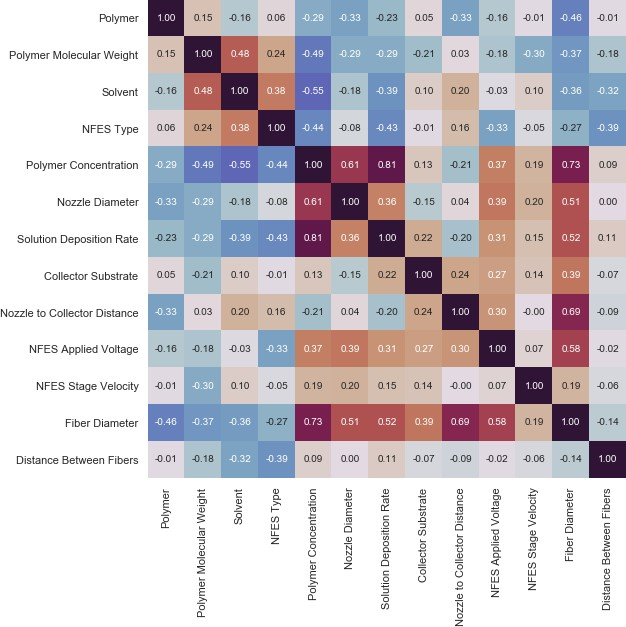 Polymer 1.00 0.15 -0.16 0.06 -0.29 -0.33 -0.23 0.05 -0.33 -0.16 -0.01 -0.46 -0.01
Polymer Molecular Weight 0.15 1.00 0.48 0.24 -0.49 -0.29 -0.29 -0.21 0.03 -0.18 -0.30 -0.37 -0.18
Solvent -0.16 0.48 1.00 0.38 -0.55 -0.18 -0.39 0.10 0.20 -0.03 0.10 -0.36 -0.32
NFES Type 0.06 0.24 0.38 1.00 -0.44 -0.08 -0.43 -0.01 0.16 -0.33 -0.05 -0.27 -0.39
Polymer Concentration -0.29 -0.49 -0.55 -0.44 1.00 0.61 0.81 0.13 -0.21 0.37 0.19 0.73 0.09
Nozzle Diameter -0.33 -0.29 -0.18 -0.08 0.61 1.00 0.36 -0.15 0.04 0.39 0.20 0.51 0.00
Solution Deposition Rate -0.23 -0.29 -0.39 -0.43 0.81 0.36 1.00 0.22 -0.20 0.31 0.15 0.52 0.11
Collector Substrate 0.05 -0.21 0.10 -0.01 0.13 -0.15 0.22 1.00 0.24 0.27 0.14 0.39 -0.07
Nozzle to Collector Distance -0.33 0.03 0.20 0.16 -0.21 0.04 -0.20 0.24 1.00 0.30 -0.00 0.69 -0.09
NFES Applied Voltage -0.16 -0.18 -0.03 -0.33 0.37 0.39 0.31 0.27 0.30 1.00 0.07 0.58 -0.02
NFES Stage Velocity -0.01 -0.30 0.10 -0.05 0.19 0.20 0.15 0.14 -0.00 0.07 1.00 0.19 -0.06
Fiber Diameter -0.46 -0.37 -0.36 -0.27 0.73 0.51 0.52 0.39 0.69 0.58 0.19 1.00 -0.14
Distance Between Fibers -0.01 -0.18 -0.32 -0.39 0.09 0.00 0.11 -0.07 -0.09 -0.02 -0.06 -0.14 1.00
Polymer
Polymer Molecular Weight
Solvent
NFES Type
Polymer Concentration
Nozzle Diameter
Solution Deposition Rate
Collector Substrate
Nozzle to Collector Distance
NFES Applied Voltage
NFES Stage Velocity
Fiber Diameter
Distance Between Fibers